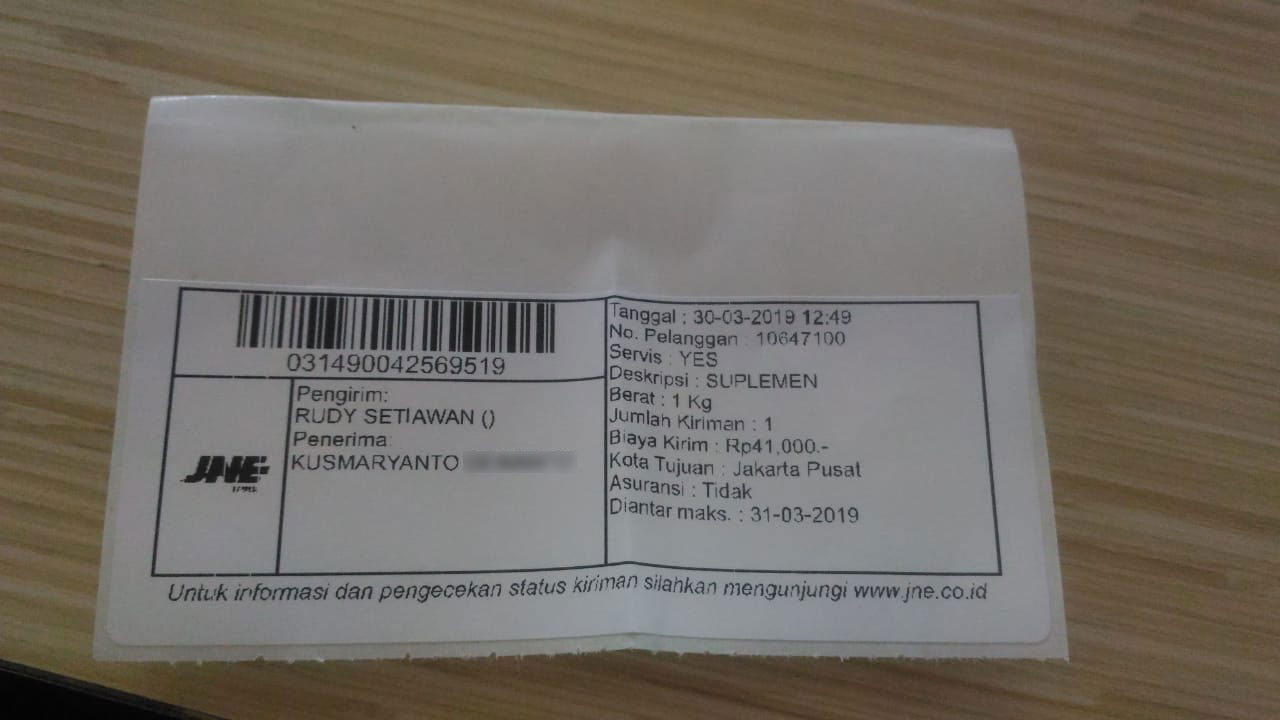 031490042569519
Pengirim:
RUDY SETIAWAN ()
Penerima:
KUSMARYANTO
JNE
Tanggal : 30-03-2019 12:49
No. Pelanggan : 10647100
Servis : YES
Deskripsi : SUPLEMEN
Berat : 1 Kg
Jumlah Kiriman : 1
Biaya Kirim : Rp41,000.-
Kota Tujuan : Jakarta Pusat
Asuransi : Tidak
Diantar maks. : 31-03-2019
Untuk informasi dan pengecekan status kiriman silahkan mengunjungi www.jne.co.id